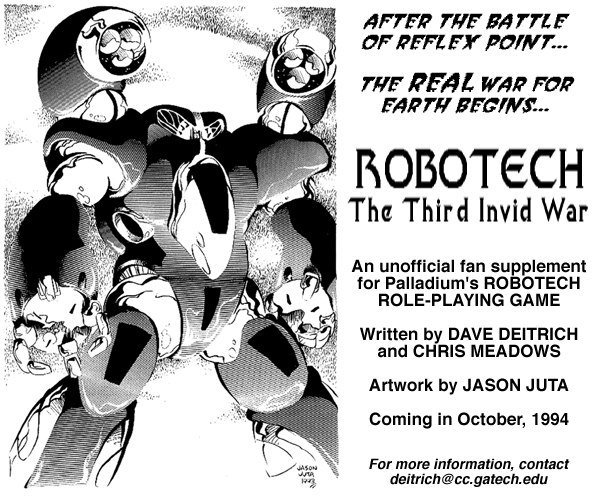 AFTER THE BATTLE
OF REFLEX POINT...
THE REAL WAR FOR
EARTH BEGINS...
ROBOTECH
The Third Invid War
An unofficial fan supplement
for Palladium's ROBOTECH
ROLE-PLAYING GAME
Written by DAVE DEITRICH
and CHRIS MEADOWS
Artwork by JASON JUTA
Coming in October, 1994
For more information, contact
deitrich@cc.gatech.edu
JASON
JUTA
1993